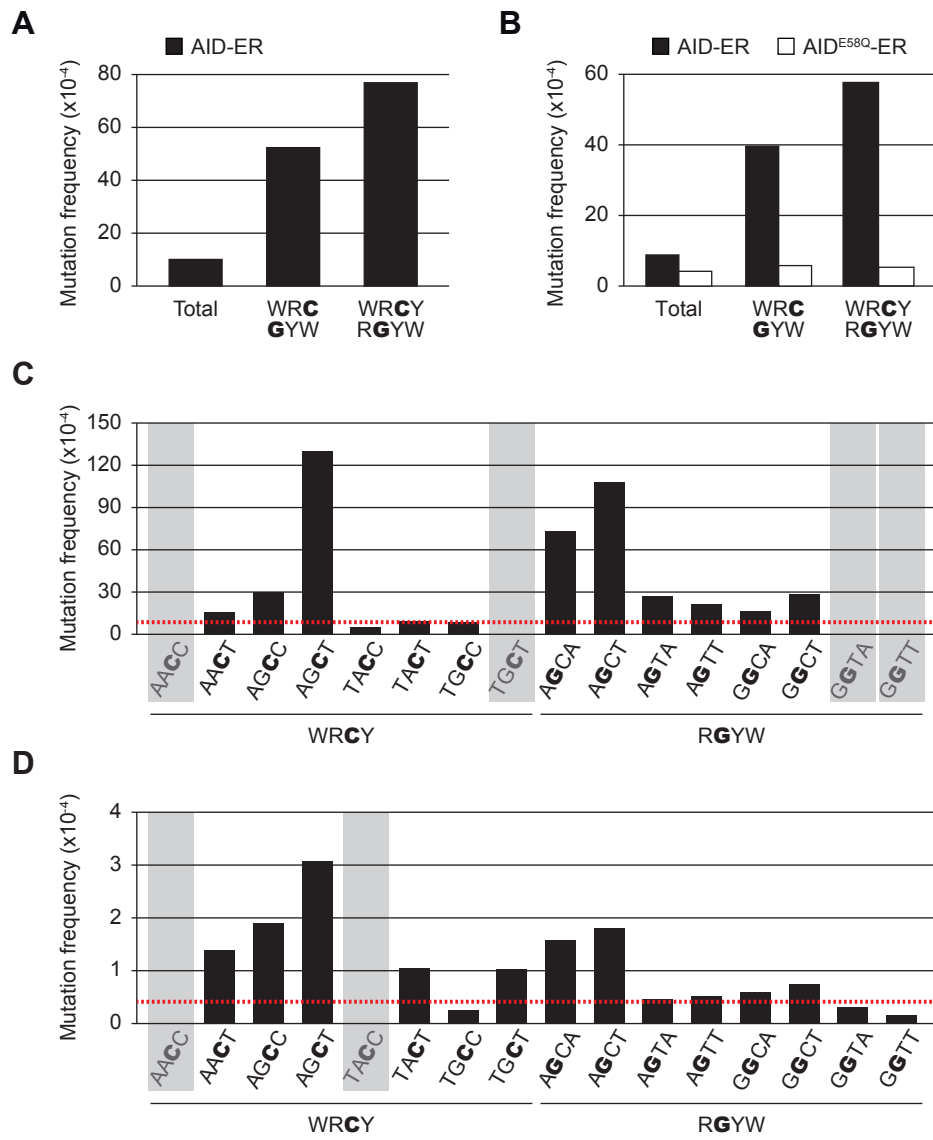 A
AID-ER
Mutation frequency (x10⁻⁴)
80
60
40
20
0
Total
WRC
GYW
WRCY
RGYW
B
AID-ER AIDᴱ⁵⁸Q-ER
Mutation frequency (x10⁻⁴)
60
40
20
0
Total
WRC
GYW
WRCY
RGYW
C
Mutation frequency (x10⁻⁴)
150
120
90
60
30
0
AACC AACT AGCC AGCT TACC TACT TGCC TGCT AGCA AGCT AGTA AGTT GGCA GGCT GGTA GGTT
WRCY RGYW
D
Mutation frequency (x10⁻⁴)
4
3
2
1
0
AACC AACT AGCC AGCT TACC TACT TGCC TGCT AGCA AGCT AGTA AGTT GGCA GGCT GGTA GGTT
WRCY RGYW